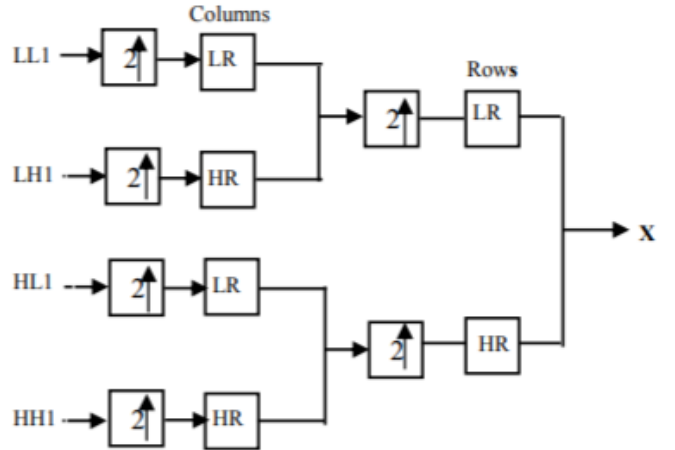 Columns
LL1 2 LR
Rows
2 LR
LH1 2 HR
X
HL1 2 LR
2 HR
HH1 2 HR